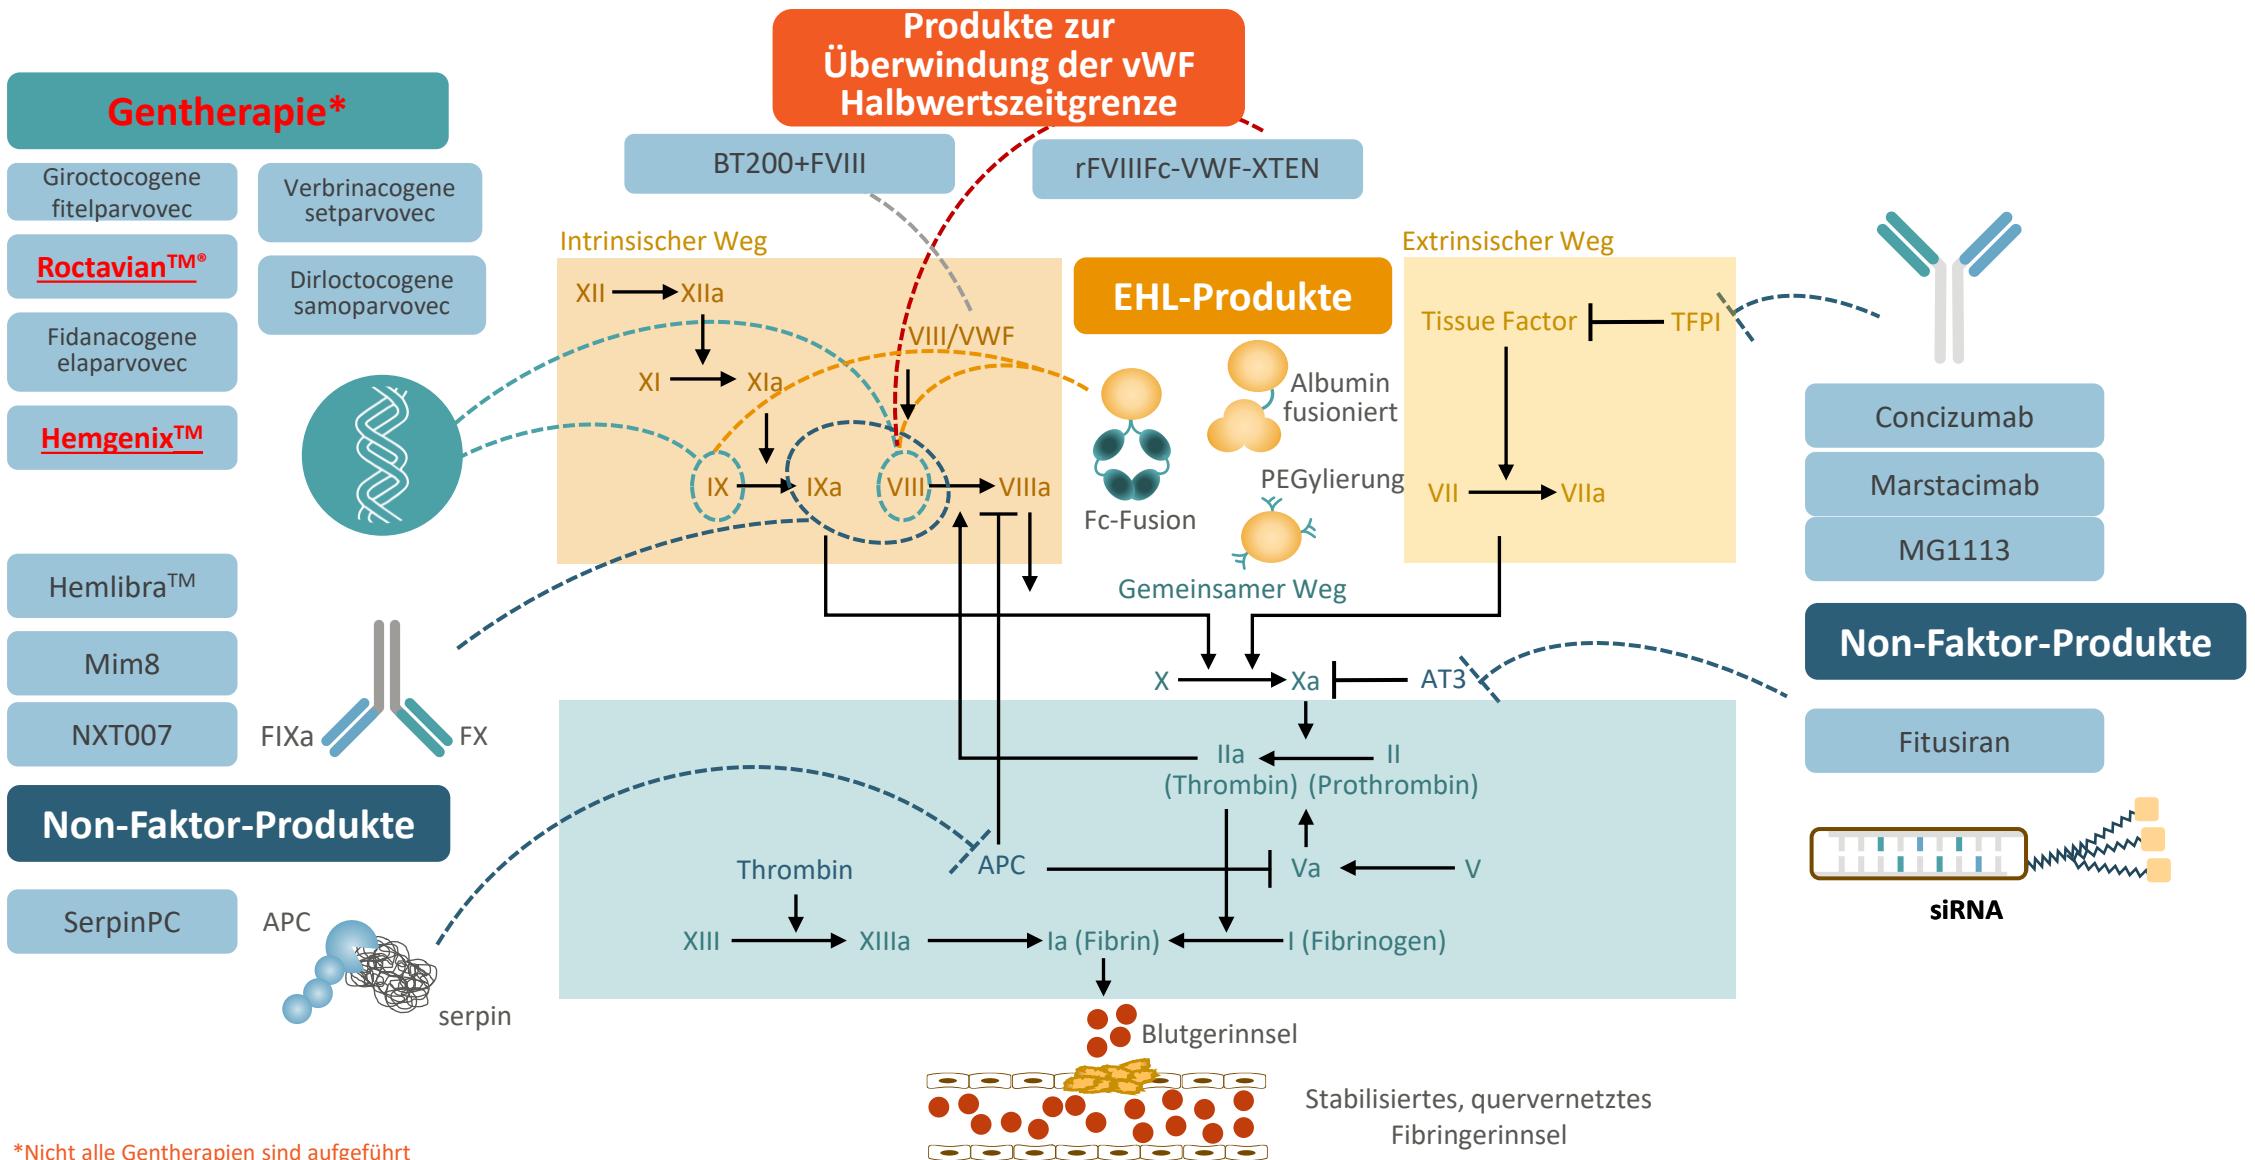 Produkte zur
Überwindung der vWF
Halbwertszeitgrenze
Gentherapie*
BT200+FVIII
rFVIIIFc-VWF-XTEN
Giroctocogene
fitelparvovec
Verbrinacogene
setparvovec
Roctavian™®
Dirloctocogene
samoparvovec
Fidanacogene
elaparvovec
Hemgenix™
Intrinsischer Weg
XII
XIIa
VIII/VWF
XI
XIa
IX
IXa
VIII
VIIIa
EHL-Produkte
Albumin
fusioniert
PEGylierung
Fc-Fusion
Gemeinsamer Weg
Extrinsischer Weg
Tissue Factor
TFPI
VII
VIIa
Concizumab
Marstacimab
MG1113
Non-Faktor-Produkte
Fitusiran
siRNA
Hemlibra™
Mim8
NXT007
FIXa
FX
Non-Faktor-Produkte
SerpinPC
APC
serpin
X
Xa
AT3
IIa
II
(Thrombin)
(Prothrombin)
Thrombin
APC
Va
V
XIII
XIIIa
Ia (Fibrin)
I (Fibrinogen)
Blutgerinnsel
Stabilisiertes, quervernetztes
Fibringerinnsel
*Nicht alle Gentherapien sind aufgeführt